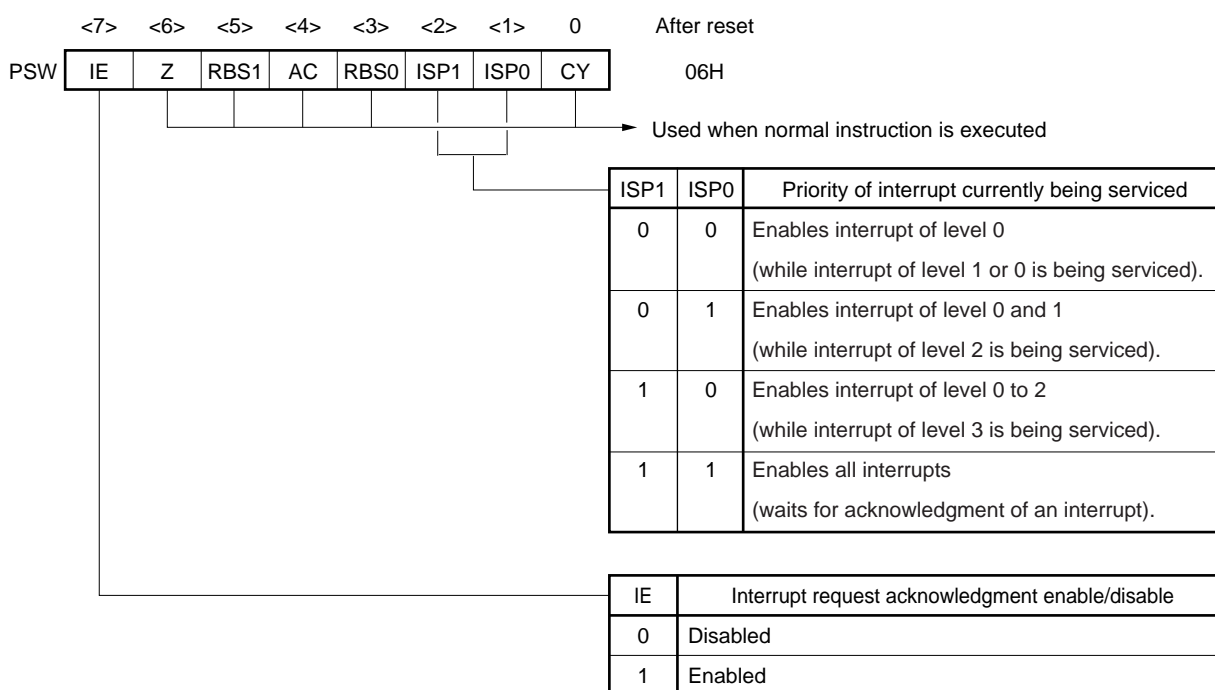 <7> <6> <5> <4> <3> <2> <1> 0 After reset
PSW IE Z RBS1 AC RBS0 ISP1 ISP0 CY 06H
Used when normal instruction is executed
ISP1 ISP0 Priority of interrupt currently being serviced
0 0 Enables interrupt of level 0
(while interrupt of level 1 or 0 is being serviced).
0 1 Enables interrupt of level 0 and 1
(while interrupt of level 2 is being serviced).
1 0 Enables interrupt of level 0 to 2
(while interrupt of level 3 is being serviced).
1 1 Enables all interrupts
(waits for acknowledgment of an interrupt).
IE Interrupt request acknowledgment enable/disable
0 Disabled
1 Enabled